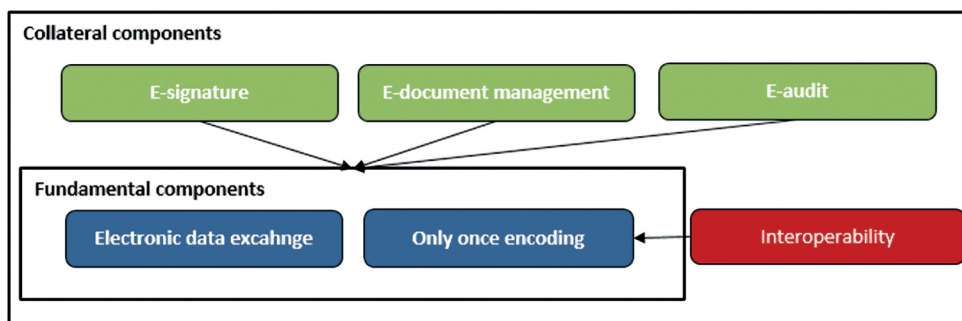 Collateral components
E-signature
E-document management
E-audit
Fundamental components
Electronic data excahnge
Only once encoding
Interoperability